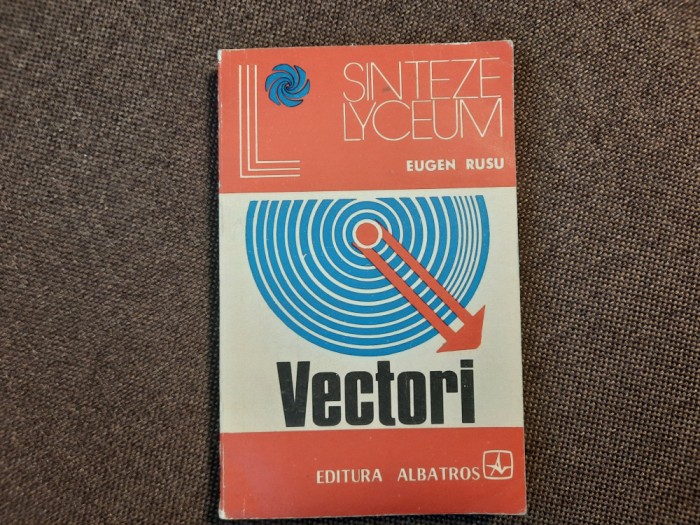 SINTEZE
LYCEUM
EUGEN RUSU
Vectori
EDITURA ALBATROS